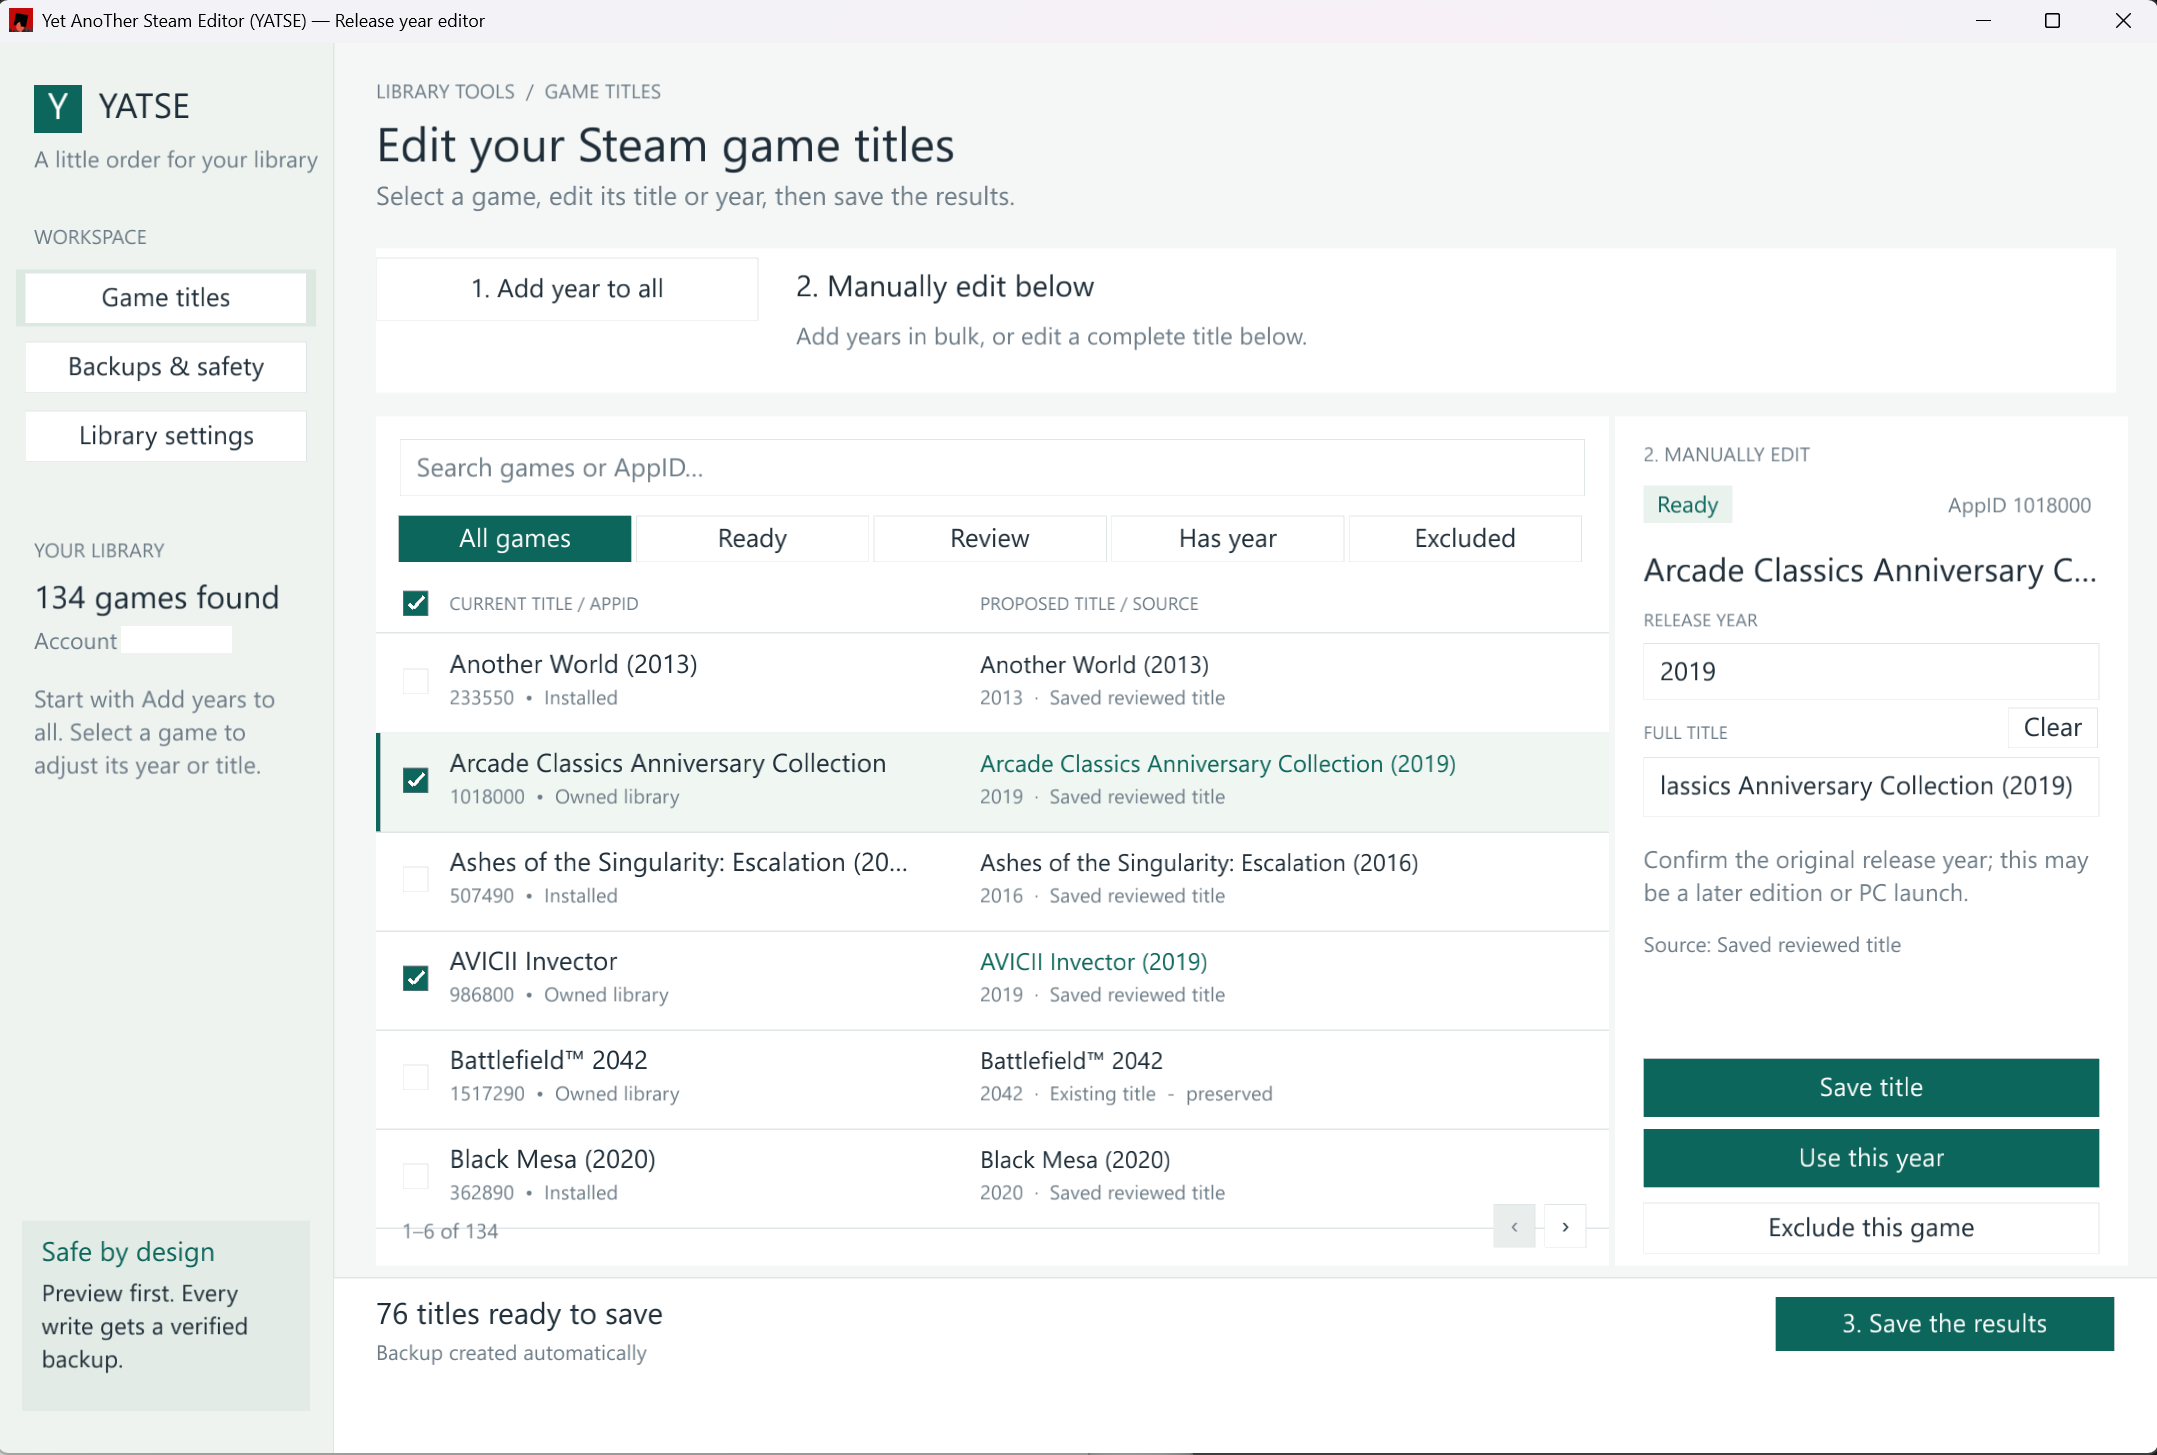 Yet AnoTher Steam Editor (YATSE) — Release year editor
Y YATSE
A little order for your library
WORKSPACE
Game titles
Backups & safety
Library settings
YOUR LIBRARY
134 games found
Account
Start with Add years to
all. Select a game to
adjust its year or title.
Safe by design
Preview first. Every
write gets a verified
backup.
LIBRARY TOOLS / GAME TITLES
Edit your Steam game titles
Select a game, edit its title or year, then save the results.
1. Add year to all
2. Manually edit below
Add years in bulk, or edit a complete title below.
Search games or AppID...
All games Ready Review Has year Excluded
CURRENT TITLE / APPID PROPOSED TITLE / SOURCE
Another World (2013) Another World (2013)
233550 • Installed 2013 · Saved reviewed title
Arcade Classics Anniversary Collection Arcade Classics Anniversary Collection (2019)
1018000 • Owned library 2019 · Saved reviewed title
Ashes of the Singularity: Escalation (20... Ashes of the Singularity: Escalation (2016)
507490 • Installed 2016 · Saved reviewed title
AVICII Invector AVICII Invector (2019)
986800 • Owned library 2019 · Saved reviewed title
Battlefield™ 2042 Battlefield™ 2042
1517290 • Owned library 2042 · Existing title - preserved
Black Mesa (2020) Black Mesa (2020)
362890 • Installed 2020 · Saved reviewed title
1–6 of 134 ‹ ›
2. MANUALLY EDIT
Ready AppID 1018000
Arcade Classics Anniversary C...
RELEASE YEAR
2019
FULL TITLE Clear
lassics Anniversary Collection (2019)
Confirm the original release year; this may
be a later edition or PC launch.
Source: Saved reviewed title
Save title
Use this year
Exclude this game
76 titles ready to save
Backup created automatically
3. Save the results